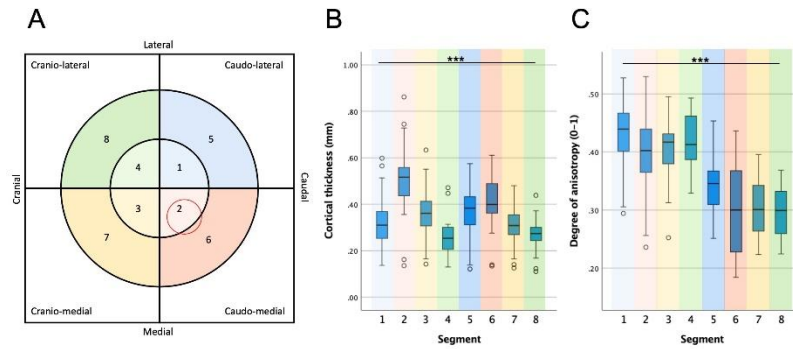 A
Lateral
Cranio-lateral
Caudo-lateral
8
5
4
1
Cranial
Caudal
3
2
7
6
Cranio-medial
Caudo-medial
Medial
B
***
Cortical thickness (mm)
1.00
.80
.60
.40
.20
.00
1 2 3 4 5 6 7 8
Segment
C
***
Degree of anisotropy (0-1)
.50
.40
.30
.20
1 2 3 4 5 6 7 8
Segment